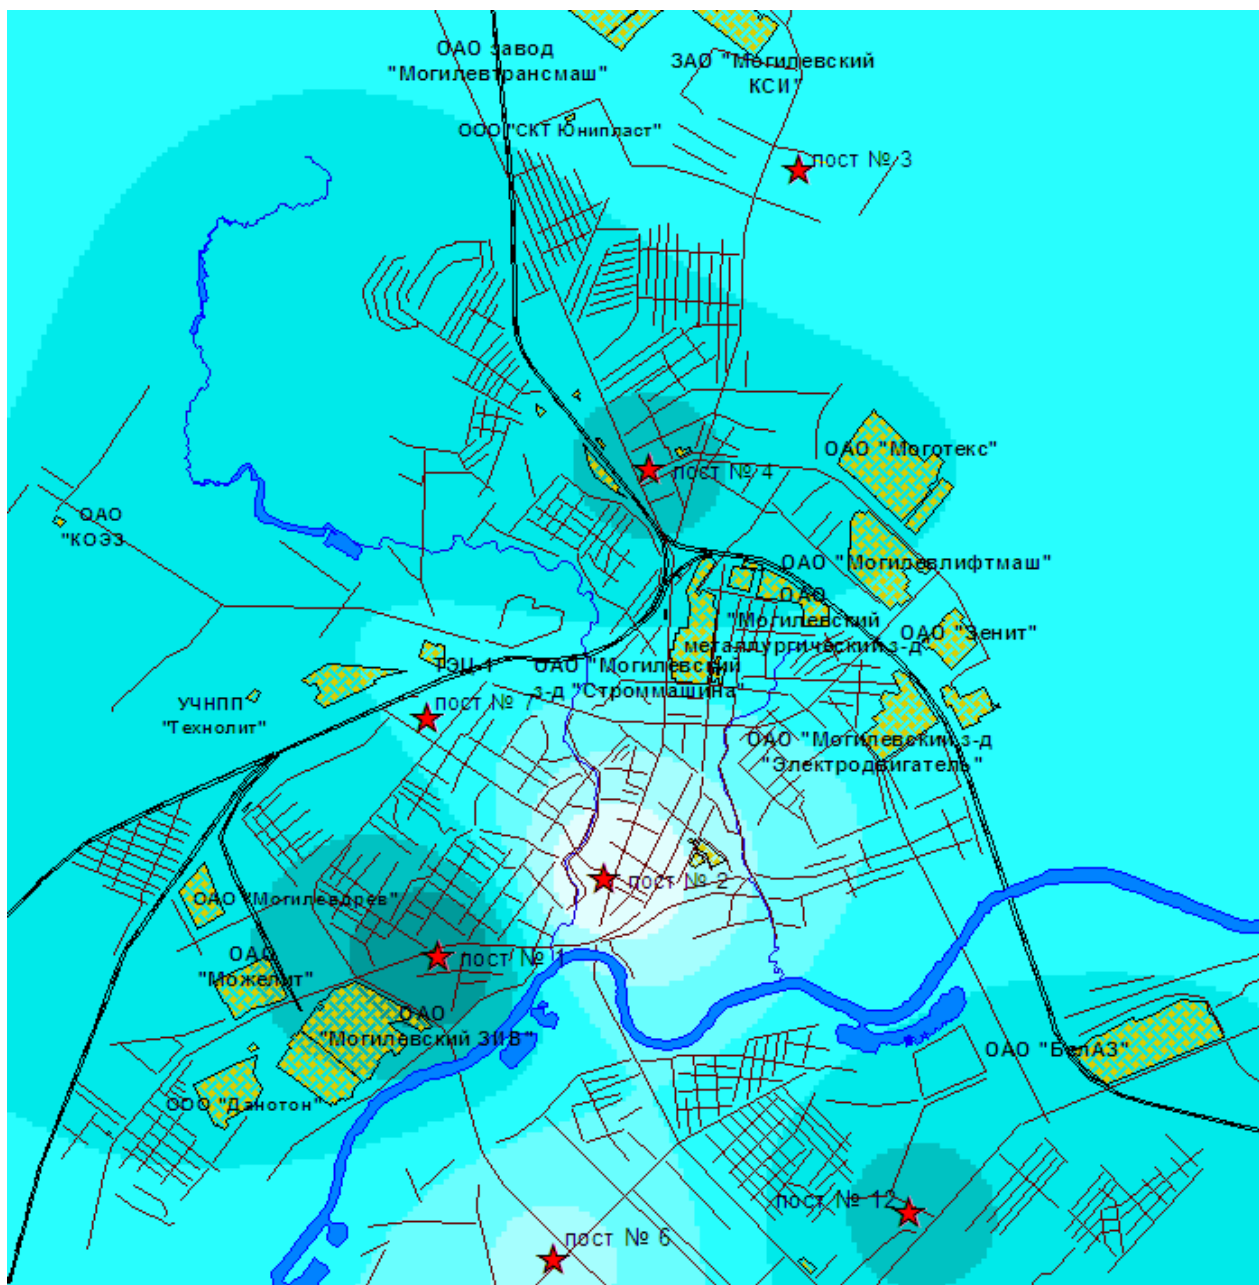 ОАО завод
"Могилевтрансмаш"
ЗАО "Могилевский
КСИ"
ООО "СКТ Юнипласт"
пост № 3
ОАО "Моготекс"
пост № 4
ОАО
"КОЭЗ
ОАО "Могилевлифтмаш"
ОАО
"Могилевский
металлургический з-д"
ОАО "Зенит"
ТЭЦ-1
ОАО "Могилевский
з-д "Строммашина"
УЧНПП
"Технолит"
пост № 7
ОАО "Могилевский з-д
"Электродвигатель"
пост № 2
ОАО "Могилевдрев"
ОАО
"Можелит"
пост № 1
ОАО
"Могилевский ЗИВ"
ОАО "БелАЗ"
ОДО "Данотон"
пост № 12
пост № 6